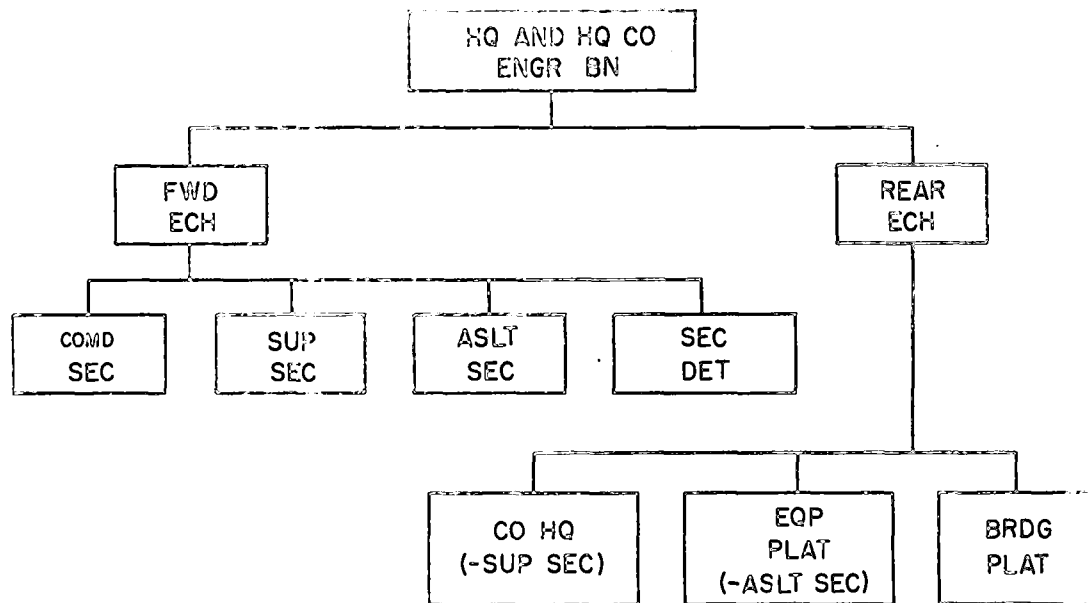 HQ AND HQ CO
ENGR BN
FWD
ECH
REAR
ECH
COMD
SEC
SUP
SEC
ASLT
SEC
SEC
DET
CO HQ
(-SUP SEC)
EQP
PLAT
(-ASLT SEC)
BRDG
PLAT